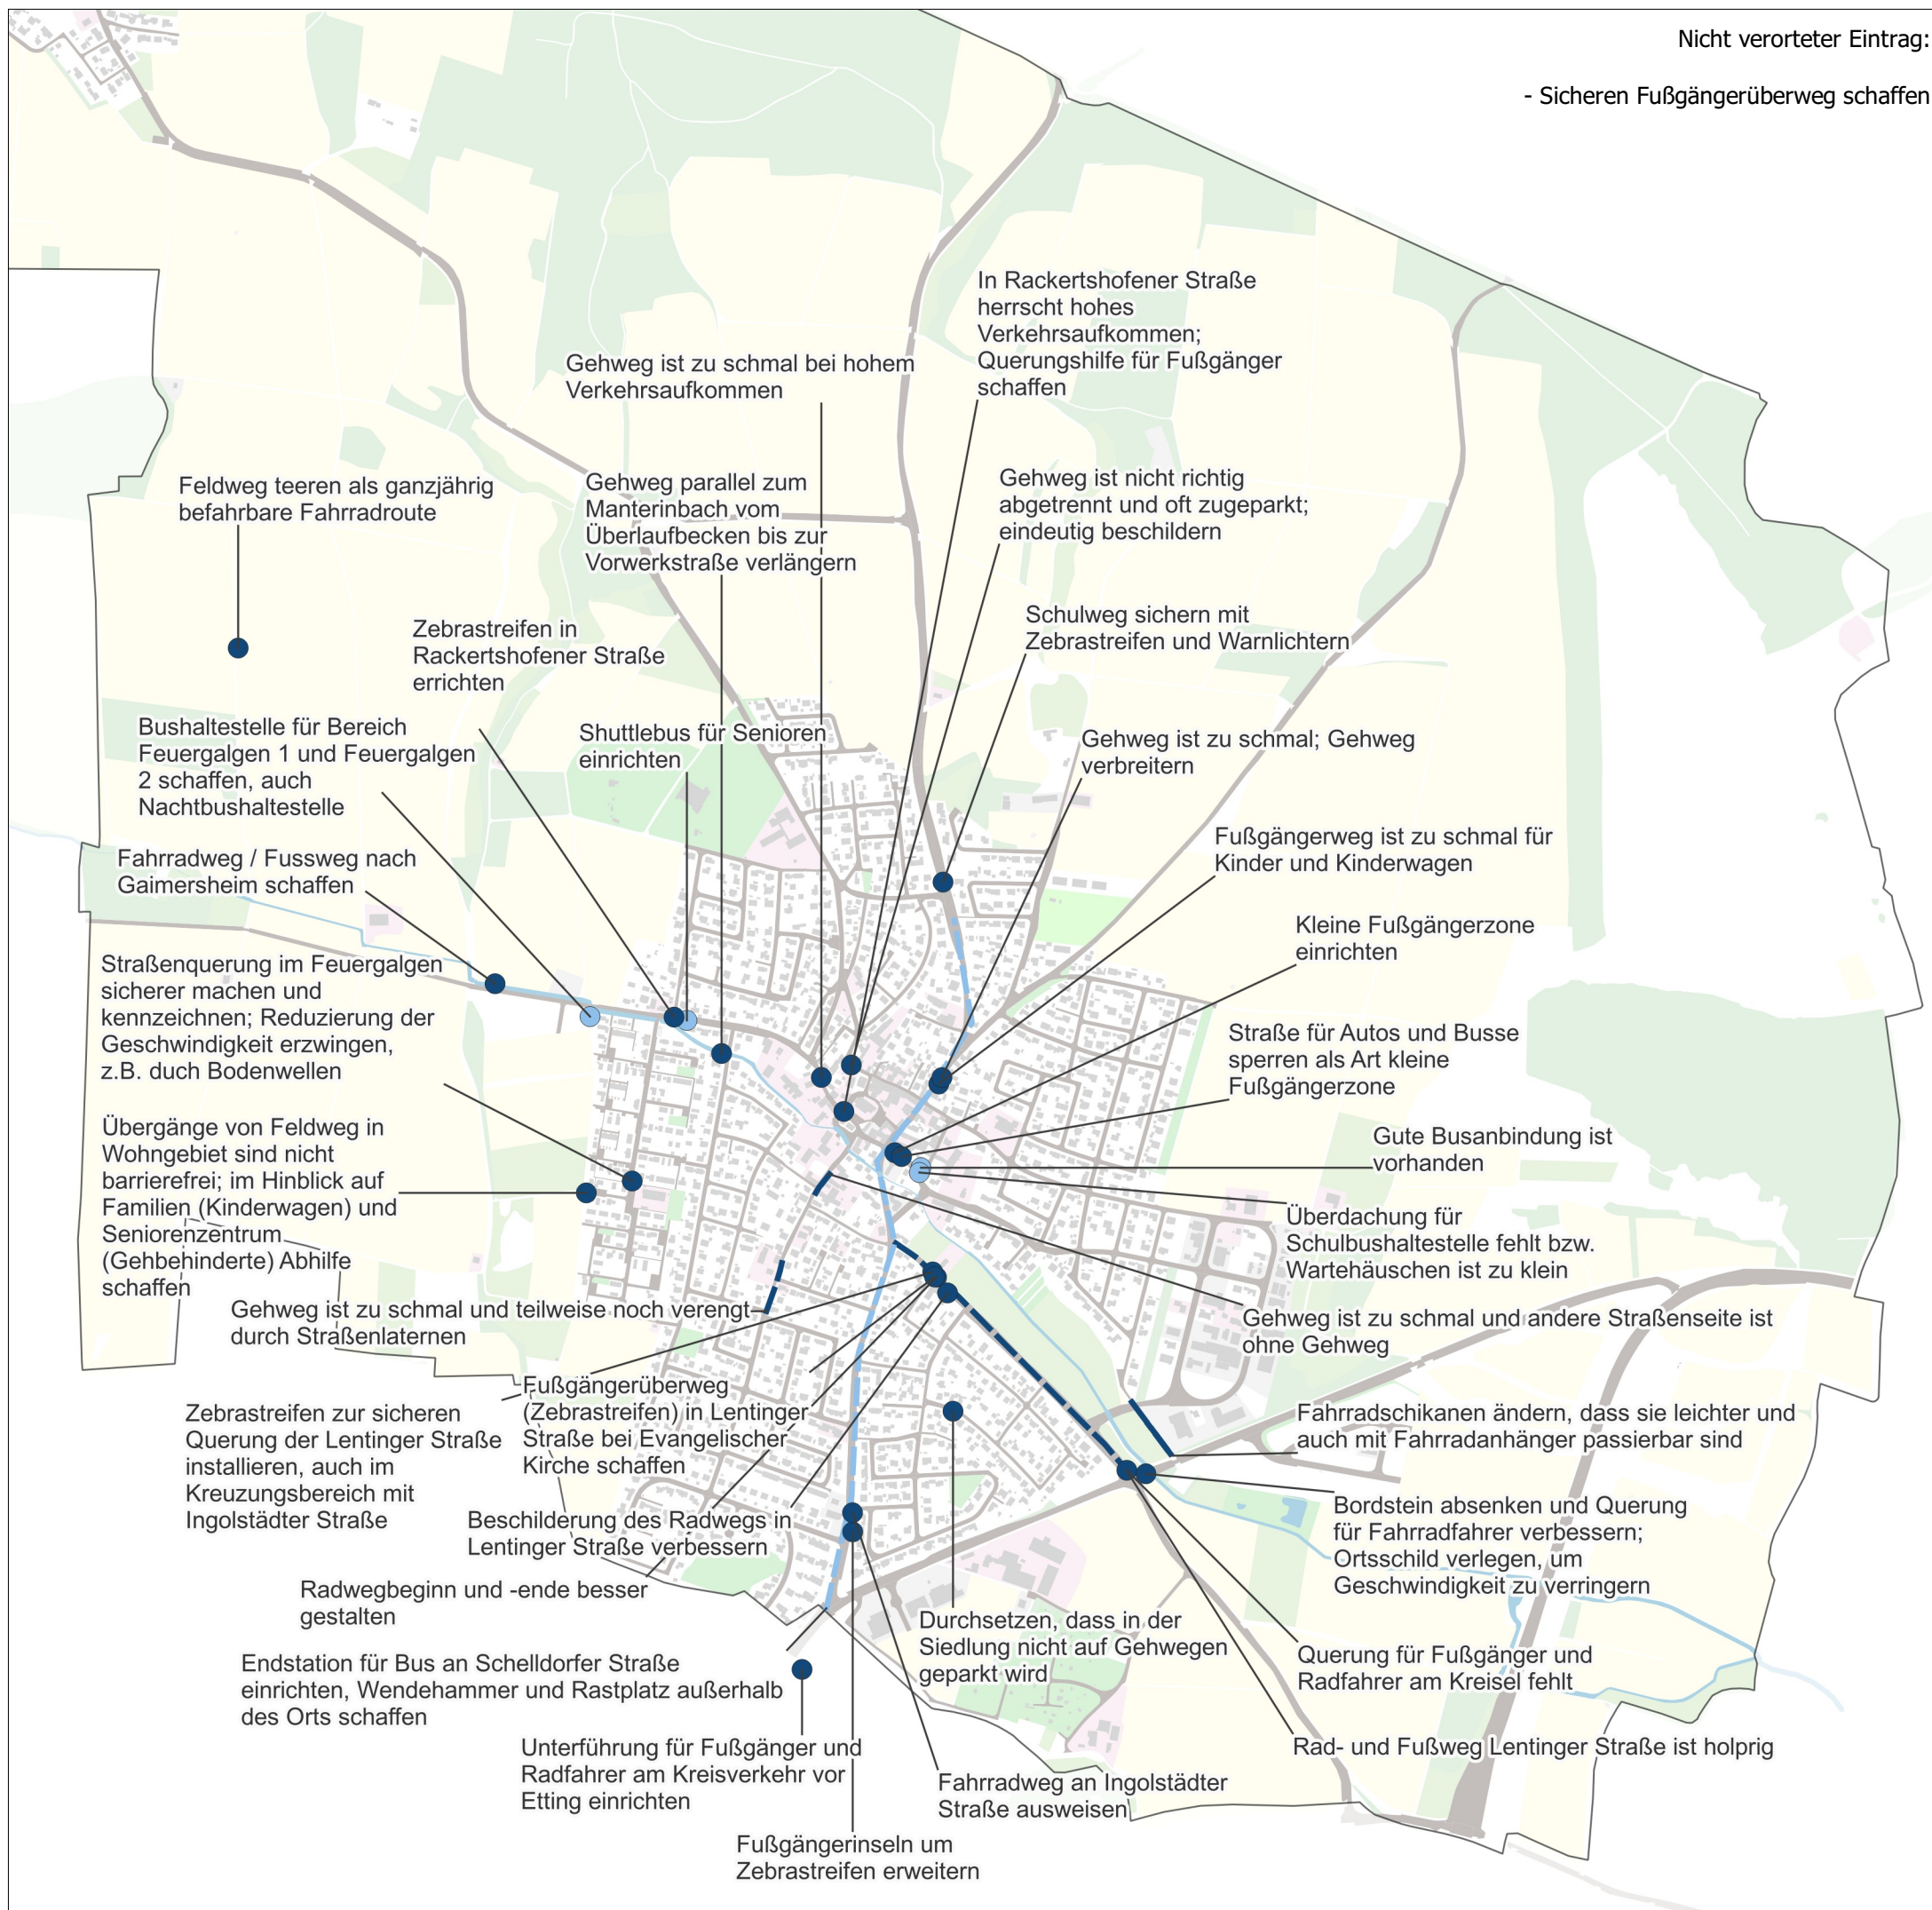 Nicht verorteter Eintrag:
- Sicheren Fußgängerüberweg schaffen
In Rackertshofener Straße
herrscht hohes
Verkehrsaufkommen;
Querungshilfe für Fußgänger
schaffen
Gehweg ist zu schmal bei hohem
Verkehrsaufkommen
Gehweg ist nicht richtig
abgetrennt und oft zugeparkt;
eindeutig beschildern
Feldweg teeren als ganzjährig
befahrbare Fahrradroute
Gehweg parallel zum
Manterinbach vom
Überlaufbecken bis zur
Vorwerkstraße verlängern
Schulweg sichern mit
Zebrastreifen und Warnlichtern
Zebrastreifen in
Rackertshofener Straße
errichten
Bushaltestelle für Bereich
Feuergalgen 1 und Feuergalgen
2 schaffen, auch
Nachtbushaltestelle
Shuttlebus für Senioren
einrichten
Gehweg ist zu schmal; Gehweg
verbreitern
Fußgängerweg ist zu schmal für
Kinder und Kinderwagen
Fahrradweg / Fussweg nach
Gaimersheim schaffen
Kleine Fußgängerzone
einrichten
Straßenquerung im Feuergalgen
sicherer machen und
kennzeichnen; Reduzierung der
Geschwindigkeit erzwingen,
z.B. duch Bodenwellen
Straße für Autos und Busse
sperren als Art kleine
Fußgängerzone
Übergänge von Feldweg in
Wohngebiet sind nicht
barrierefrei; im Hinblick auf
Familien (Kinderwagen) und
Seniorenzentrum
(Gehbehinderte) Abhilfe
schaffen
Gute Busanbindung ist
vorhanden
Überdachung für
Schulbushaltestelle fehlt bzw.
Wartehäuschen ist zu klein
Gehweg ist zu schmal und teilweise noch verengt
durch Straßenlaternen
Gehweg ist zu schmal und andere Straßenseite ist
ohne Gehweg
Zebrastreifen zur sicheren
Querung der Lentinger Straße
installieren, auch im
Kreuzungsbereich mit
Ingolstädter Straße
Fußgängerüberweg
(Zebrastreifen) in Lentinger
Straße bei Evangelischer
Kirche schaffen
Fahrradschikanen ändern, dass sie leichter und
auch mit Fahrradanhänger passierbar sind
Beschilderung des Radwegs in
Lentinger Straße verbessern
Bordstein absenken und Querung
für Fahrradfahrer verbessern;
Ortsschild verlegen, um
Geschwindigkeit zu verringern
Radwegbeginn und -ende besser
gestalten
Durchsetzen, dass in der
Siedlung nicht auf Gehwegen
geparkt wird
Querung für Fußgänger und
Radfahrer am Kreisel fehlt
Endstation für Bus an Schelldorfer Straße
einrichten, Wendehammer und Rastplatz außerhalb
des Orts schaffen
Unterführung für Fußgänger und
Radfahrer am Kreisverkehr vor
Etting einrichten
Rad- und Fußweg Lentinger Straße ist holprig
Fahrradweg an Ingolstädter
Straße ausweisen
Fußgängerinseln um
Zebrastreifen erweitern